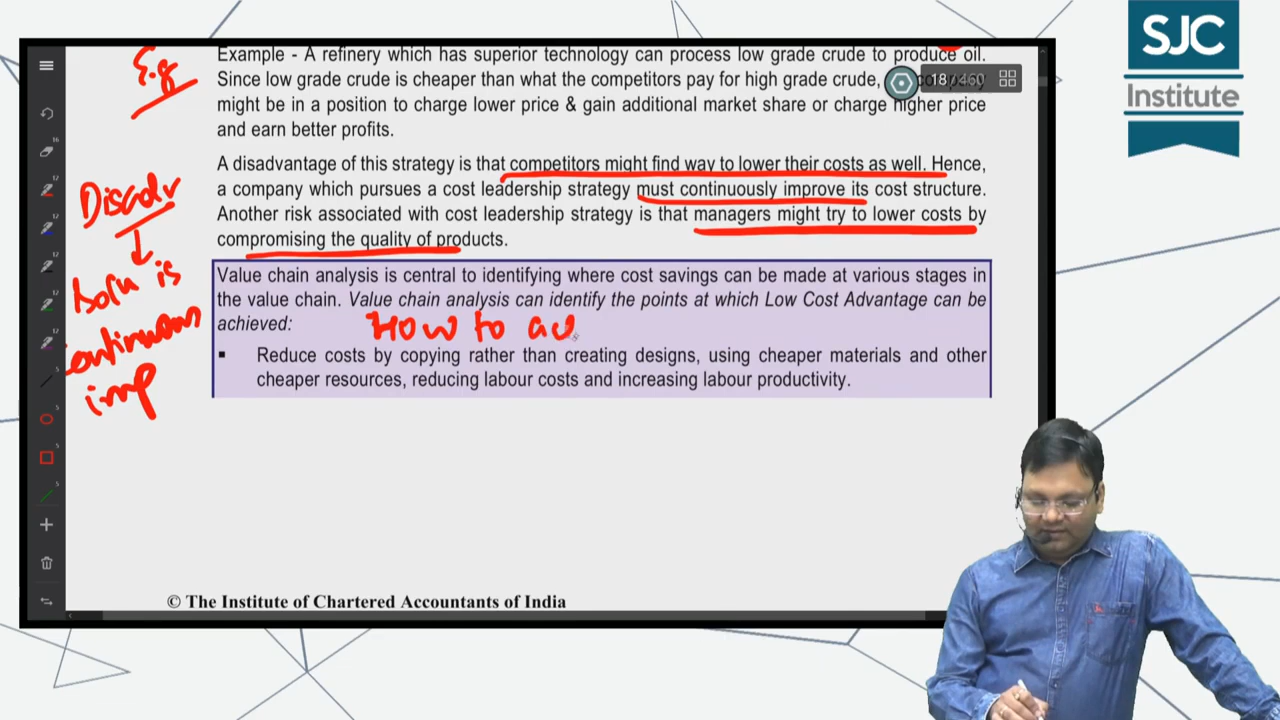 SJC
Institute
18 / 460
E.g
Example - A refinery which has superior technology can process low grade crude to produce oil.
Since low grade crude is cheaper than what the competitors pay for high grade crude,
might be in a position to charge lower price & gain additional market share or charge higher price
and earn better profits.
A disadvantage of this strategy is that competitors might find way to lower their costs as well. Hence,
a company which pursues a cost leadership strategy must continuously improve its cost structure.
Another risk associated with cost leadership strategy is that managers might try to lower costs by
compromising the quality of products.
Disadv
Soln is
continuous
imp
Value chain analysis is central to identifying where cost savings can be made at various stages in
the value chain. Value chain analysis can identify the points at which Low Cost Advantage can be
achieved:
How to
▪ Reduce costs by copying rather than creating designs, using cheaper materials and other
cheaper resources, reducing labour costs and increasing labour productivity.
© The Institute of Chartered Accountants of India